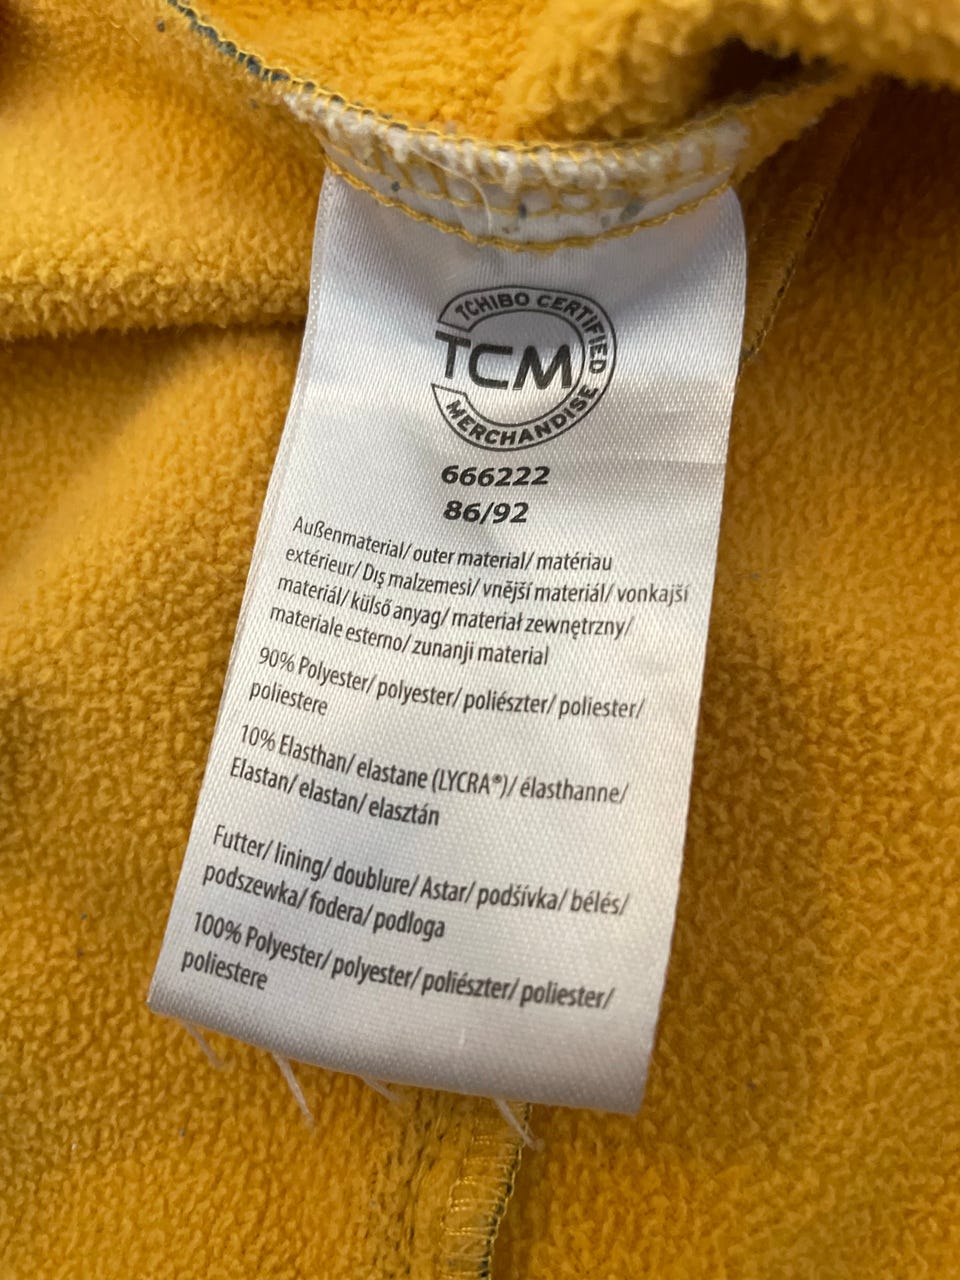 TCHIBO CERTIFIED
TCM
MERCHANDISE
666222
86/92
Außenmaterial/ outer material/ matériau
extérieur/ Dış malzemesi/ vnější materiál/ vonkajší
materiál/ külső anyag/ materiał zewnętrzny/
materiale esterno/ zunanji material
90% Polyester/ polyester/ poliészter/ poliester/
poliestere
10% Elasthan/ elastane (LYCRA®)/ élasthanne/
Elastan/ elastan/ elasztán
Futter/ lining/ doublure/ Astar/ podšívka/ bélés/
podszewka/ fodera/ podloga
100% Polyester/ polyester/ poliészter/ poliester/
poliestere